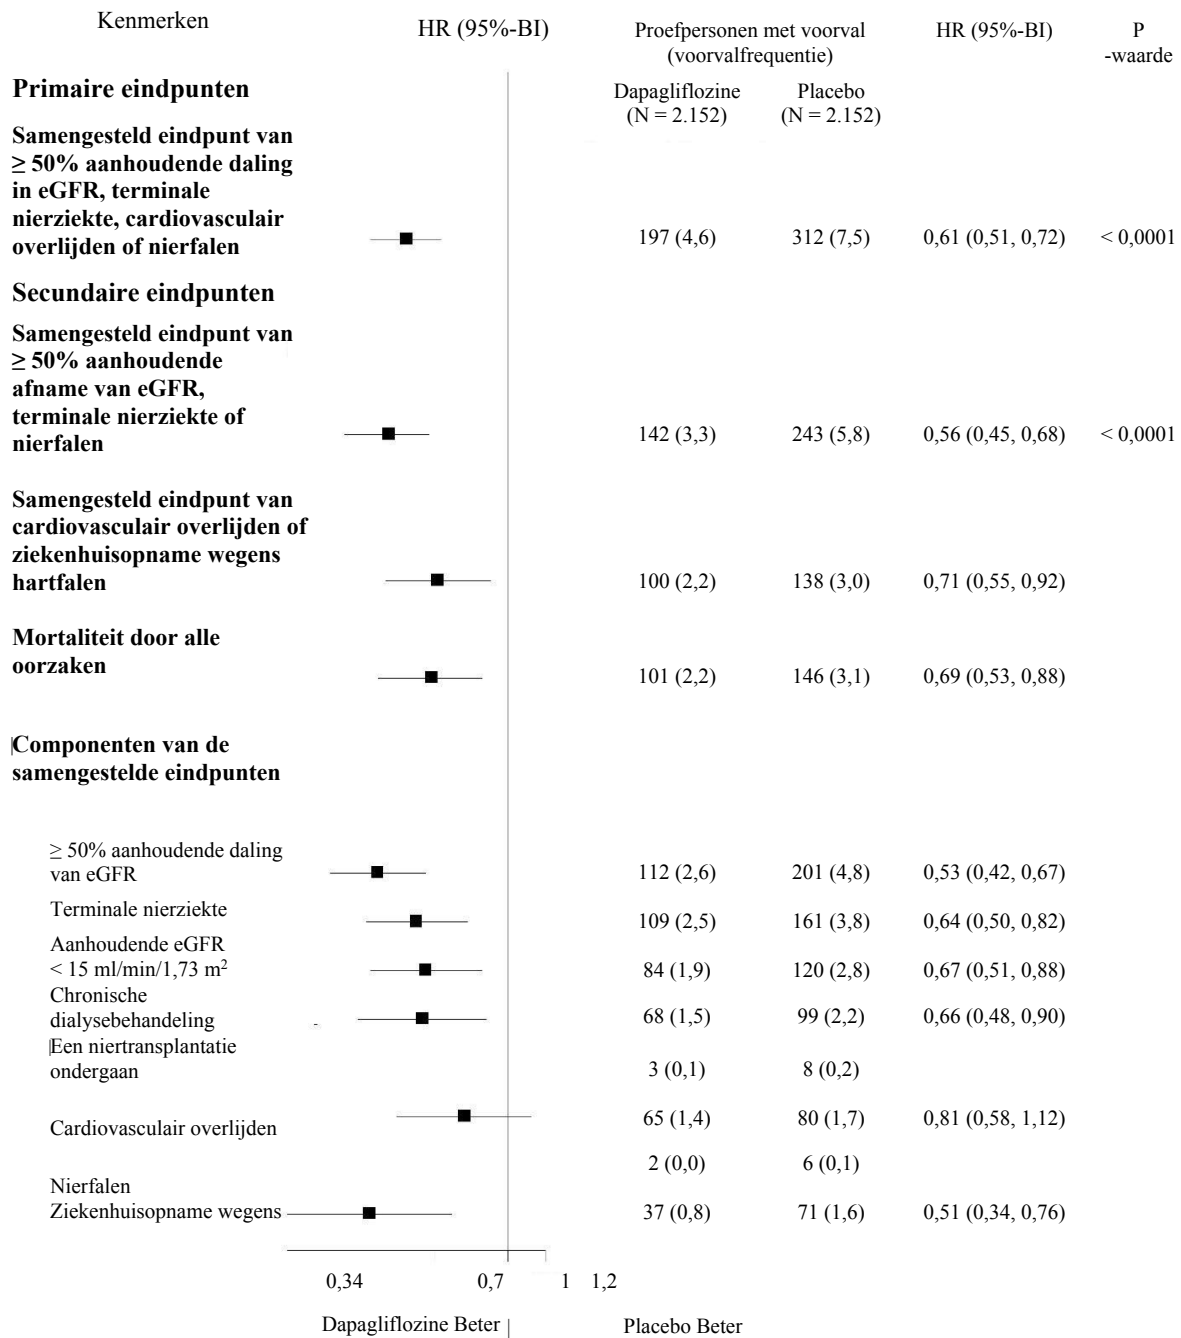 Kenmerken HR (95%-BI) Proefpersonen met voorval HR (95%-BI) P
(voorvalfrequentie) -waarde
Primaire eindpunten Dapagliflozine Placebo
(N = 2.152) (N = 2.152)
Samengesteld eindpunt van
≥ 50% aanhoudende daling
in eGFR, terminale
nierziekte, cardiovasculair
overlijden of nierfalen 197 (4,6) 312 (7,5) 0,61 (0,51, 0,72) < 0,0001
Secundaire eindpunten
Samengesteld eindpunt van
≥ 50% aanhoudende
afname van eGFR,
terminale nierziekte of
nierfalen 142 (3,3) 243 (5,8) 0,56 (0,45, 0,68) < 0,0001
Samengesteld eindpunt van
cardiovasculair overlijden of
ziekenhuisopname wegens
hartfalen 100 (2,2) 138 (3,0) 0,71 (0,55, 0,92)
Mortaliteit door alle
oorzaken 101 (2,2) 146 (3,1) 0,69 (0,53, 0,88)
Componenten van de
samengestelde eindpunten
≥ 50% aanhoudende daling
van eGFR 112 (2,6) 201 (4,8) 0,53 (0,42, 0,67)
Terminale nierziekte 109 (2,5) 161 (3,8) 0,64 (0,50, 0,82)
Aanhoudende eGFR
< 15 ml/min/1,73 m² 84 (1,9) 120 (2,8) 0,67 (0,51, 0,88)
Chronische
dialysebehandeling 68 (1,5) 99 (2,2) 0,66 (0,48, 0,90)
Een niertransplantatie
ondergaan 3 (0,1) 8 (0,2)
Cardiovasculair overlijden 65 (1,4) 80 (1,7) 0,81 (0,58, 1,12)
2 (0,0) 6 (0,1)
Nierfalen
Ziekenhuisopname wegens 37 (0,8) 71 (1,6) 0,51 (0,34, 0,76)
0,34 0,7 1 1,2
Dapagliflozine Beter Placebo Beter